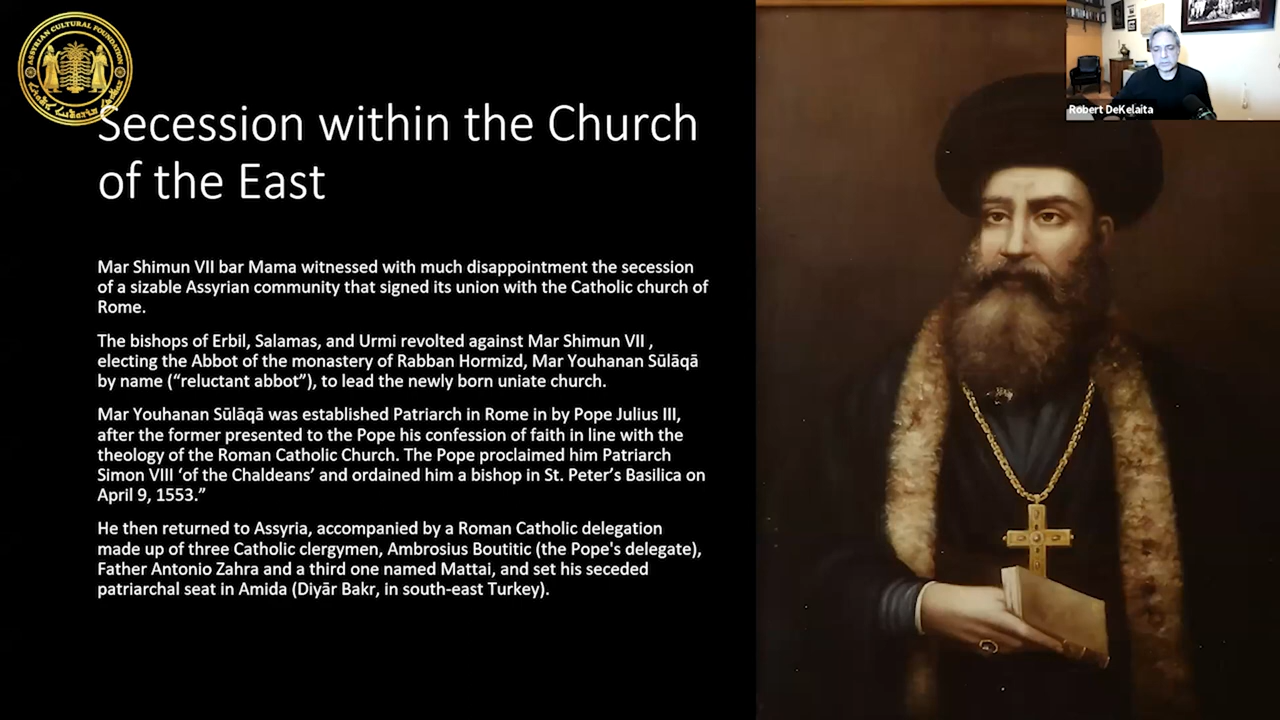 ASSYRIAN CULTURAL FOUNDATION
Secession within the Church
of the East
Mar Shimun VII bar Mama witnessed with much disappointment the secession
of a sizable Assyrian community that signed its union with the Catholic church of
Rome.
The bishops of Erbil, Salamas, and Urmi revolted against Mar Shimun VII ,
electing the Abbot of the monastery of Rabban Hormizd, Mar Youhanan Sūlāqā
by name (“reluctant abbot”), to lead the newly born uniate church.
Mar Youhanan Sūlāqā was established Patriarch in Rome in by Pope Julius III,
after the former presented to the Pope his confession of faith in line with the
theology of the Roman Catholic Church. The Pope proclaimed him Patriarch
Simon VIII ‘of the Chaldeans’ and ordained him a bishop in St. Peter’s Basilica on
April 9, 1553.”
He then returned to Assyria, accompanied by a Roman Catholic delegation
made up of three Catholic clergymen, Ambrosius Boutitic (the Pope's delegate),
Father Antonio Zahra and a third one named Mattai, and set his seceded
patriarchal seat in Amida (Diyār Bakr, in south-east Turkey).
Robert DeKelaita